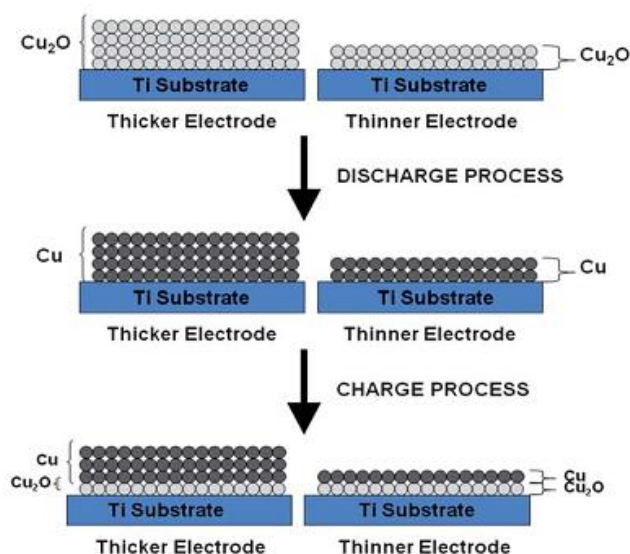 Cu₂O
Cu₂O
Ti Substrate
Ti Substrate
Thicker Electrode
Thinner Electrode
DISCHARGE PROCESS
Cu
Cu
Ti Substrate
Ti Substrate
Thicker Electrode
Thinner Electrode
CHARGE PROCESS
Cu
Cu₂O
Cu
Cu₂O
Ti Substrate
Ti Substrate
Thicker Electrode
Thinner Electrode